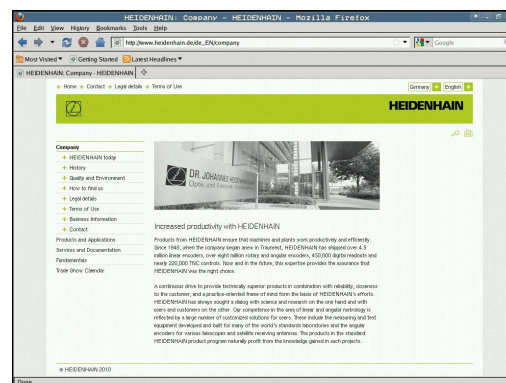 HEIDENHAIN: Company - HEIDENHAIN - Mozilla Firefox
File Edit View History Bookmarks Tools Help
http://www.heidenhain.de/de_EN/company
Google
Most Visited Getting Started Latest Headlines
HEIDENHAIN: Company - HEIDENHAIN
+ Home + Contact + Legal details + Terms of Use
Germany + English +
HEIDENHAIN
Company
+ HEIDENHAIN today
+ History
+ Quality and Environment
+ How to find us
+ Legal details
+ Terms of Use
+ Business Information
+ Contact
Products and Applications
Services and Documentation
Fundamentals
Trade Show Calendar
DR. JOHANNES HEIDENHAIN
Optik und
Increased productivity with HEIDENHAIN
Products from HEIDENHAIN ensure that machines and plants work productively and efficiently.
Since 1948, when the company began anew in Traunreut, HEIDENHAIN has shipped over 4.5
million linear encoders, over eight million rotary and angular encoders, 450,000 digital readouts and
nearly 220,000 TNC controls. Now and in the future, this expertise provides the assurance that
HEIDENHAIN was the right choice.
A continuous drive to provide technically superior products in combination with reliability, closeness
to the customer, and a practice-oriented frame of mind form the basis of HEIDENHAIN's efforts.
HEIDENHAIN has always sought a dialog with science and research on the one hand and with
users and customers on the other. Our competence in the area of linear and angular metrology is
reflected by a large number of customized solutions for users. These include the measuring and test
equipment developed and built for many of the world's standards laboratories and the angular
encoders for various telescopes and satellite receiving antennas. The products in the standard
HEIDENHAIN product program naturally profit from the knowledge gained in such projects.
© HEIDENHAIN 2010
Done